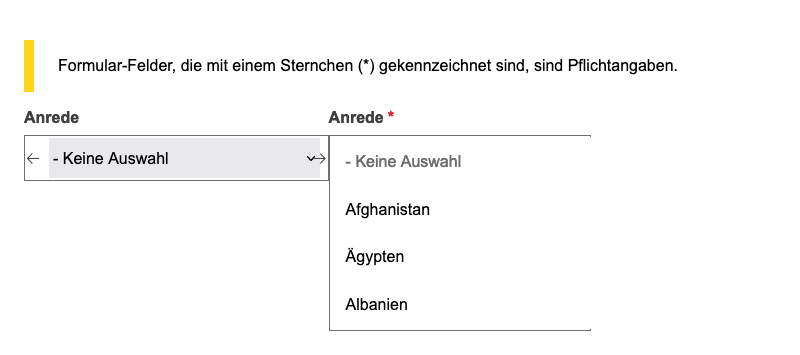 Formular-Felder, die mit einem Sternchen (*) gekennzeichnet sind, sind Pflichtangaben.
Anrede
- Keine Auswahl
Anrede *
- Keine Auswahl
Afghanistan
Ägypten
Albanien